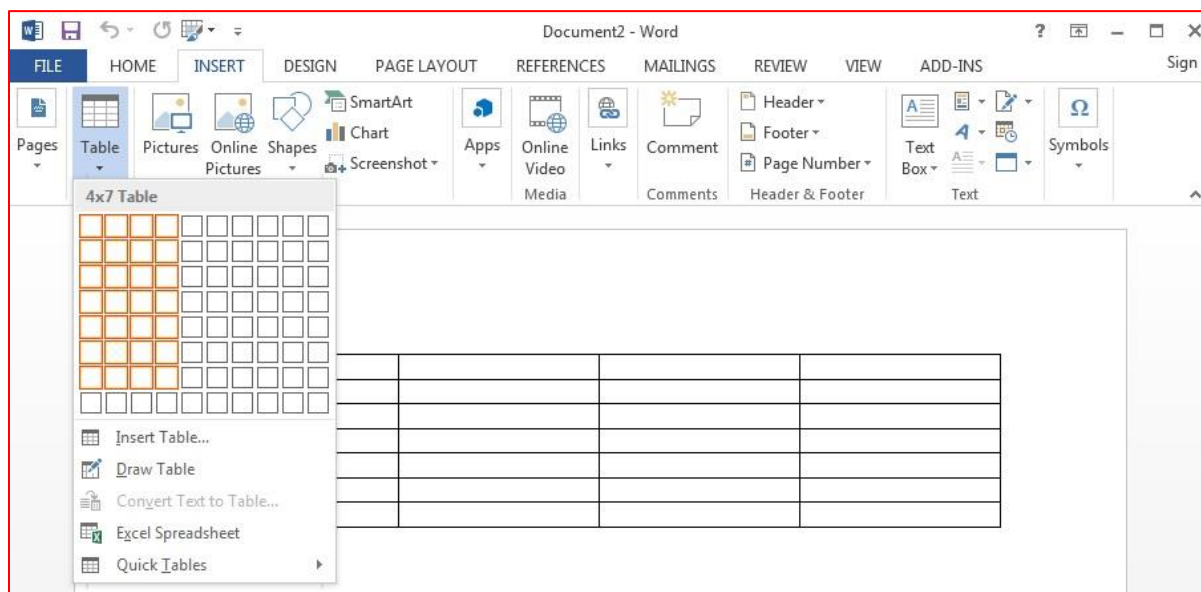 Document2 - Word
?
FILE HOME INSERT DESIGN PAGE LAYOUT REFERENCES MAILINGS REVIEW VIEW ADD-INS Sign
Pages
Table
Pictures
Online
Pictures
Shapes
SmartArt
Chart
Screenshot
Apps
Online
Video
Media
Links
Comment
Comments
Header
Footer
Page Number
Header & Footer
A
Text
Box
A
A
Text
Ω
Symbols
4x7 Table
Insert Table...
Draw Table
Convert Text to Table...
Excel Spreadsheet
Quick Tables